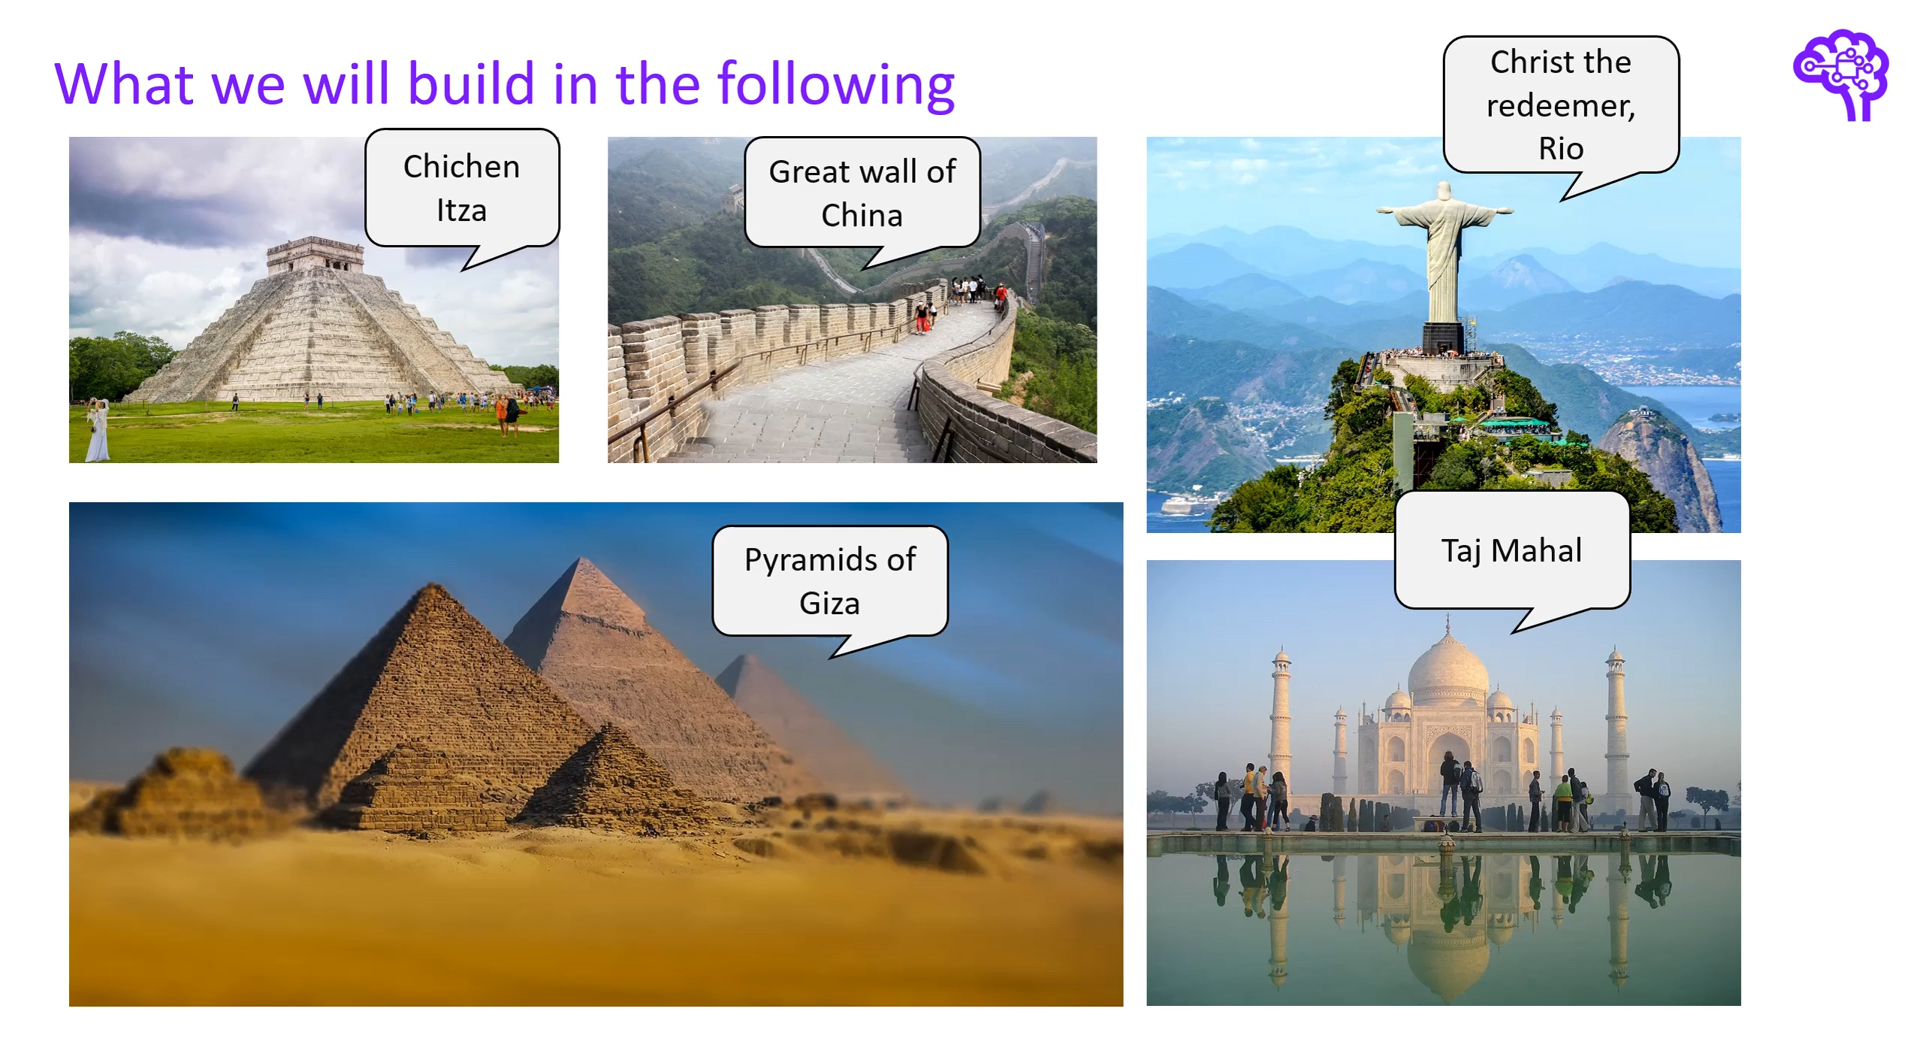 What we will build in the following
Chichen
Itza
Great wall of
China
Christ the
redeemer,
Rio
Pyramids of
Giza
Taj Mahal